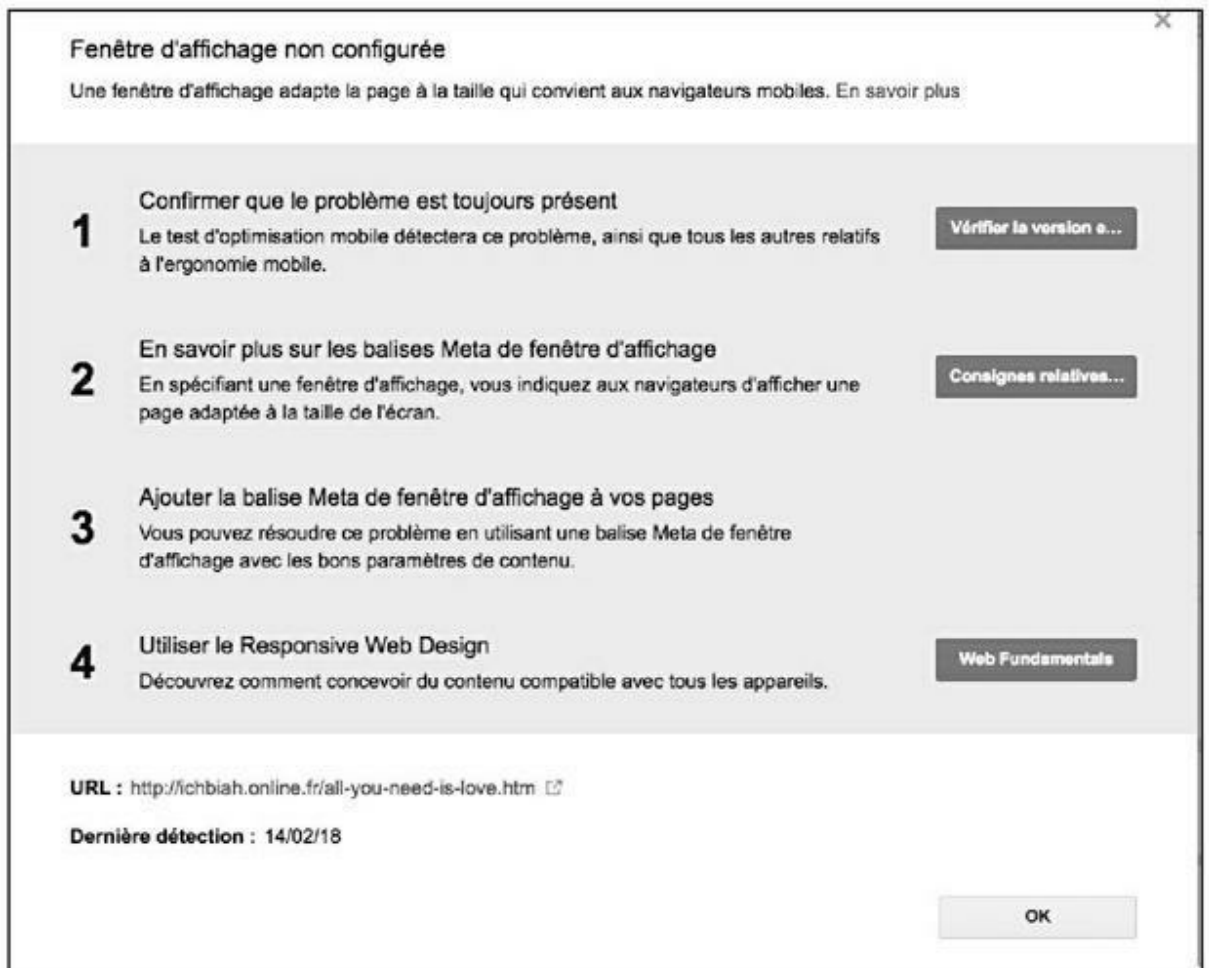 Fenêtre d'affichage non configurée
Une fenêtre d'affichage adapte la page à la taille qui convient aux navigateurs mobiles. En savoir plus
1
Confirmer que le problème est toujours présent
Le test d'optimisation mobile détectera ce problème, ainsi que tous les autres relatifs
à l'ergonomie mobile.
Vérifier la version e...
2
En savoir plus sur les balises Meta de fenêtre d'affichage
En spécifiant une fenêtre d'affichage, vous indiquez aux navigateurs d'afficher une
page adaptée à la taille de l'écran.
Consignes relatives...
3
Ajouter la balise Meta de fenêtre d'affichage à vos pages
Vous pouvez résoudre ce problème en utilisant une balise Meta de fenêtre
d'affichage avec les bons paramètres de contenu.
4
Utiliser le Responsive Web Design
Découvrez comment concevoir du contenu compatible avec tous les appareils.
Web Fundamentals
URL : http://ichbiah.online.fr/all-you-need-is-love.htm
Dernière détection : 14/02/18
OK